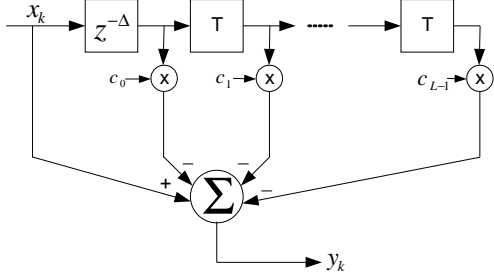 x_k
z^{-Δ}
T
T
c_0
x
c_1
x
c_{L-1}
x
−
−
+
−
Σ
y_k